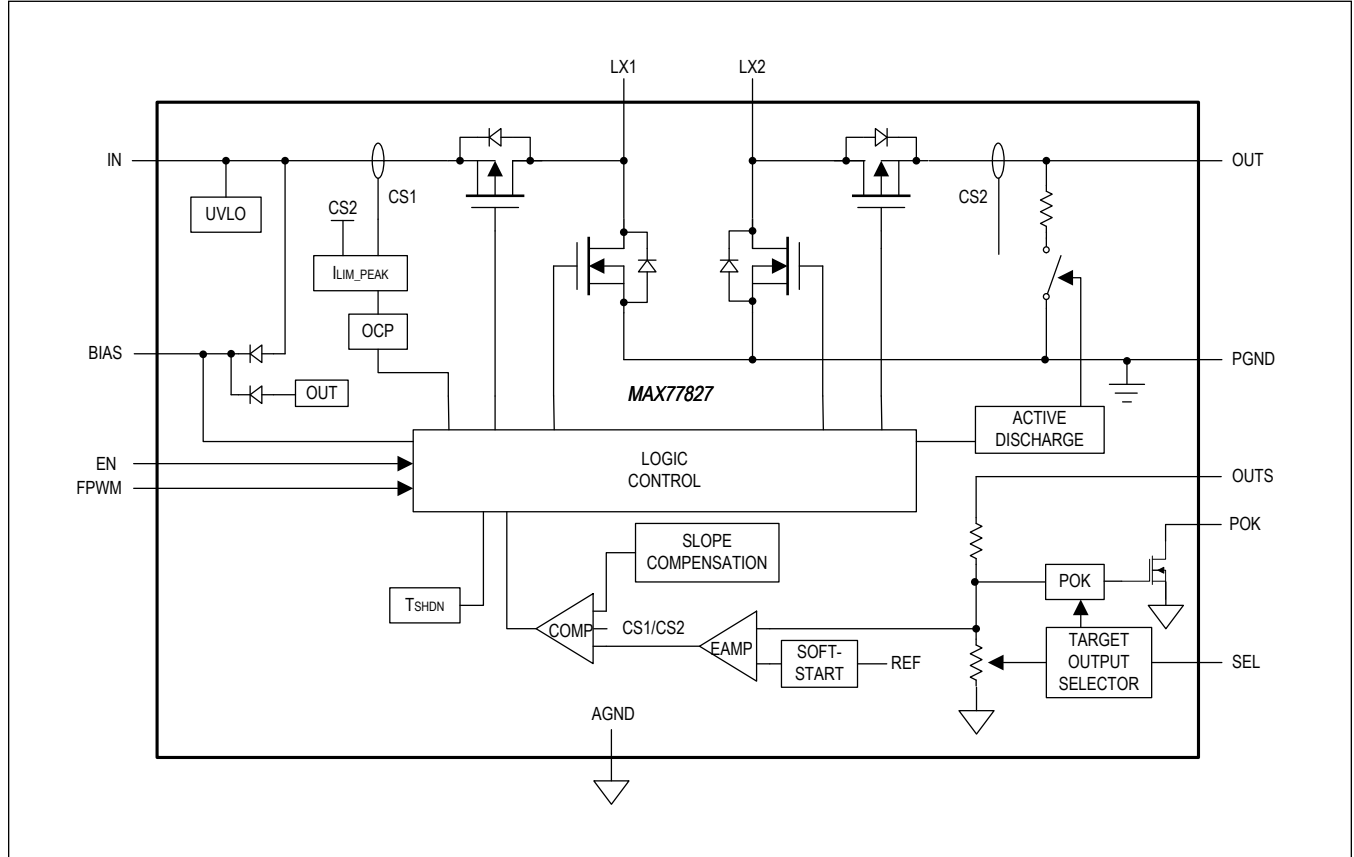 LX1
LX2
IN
OUT
UVLO
CS2
CS1
CS2
ILIM_PEAK
OCP
BIAS
OUT
PGND
MAX77827
ACTIVE
DISCHARGE
LOGIC
CONTROL
EN
FPWM
OUTS
POK
SLOPE
COMPENSATION
POK
TSHDN
COMP
CS1/CS2
EAMP
SOFT-
START
REF
TARGET
OUTPUT
SELECTOR
SEL
AGND